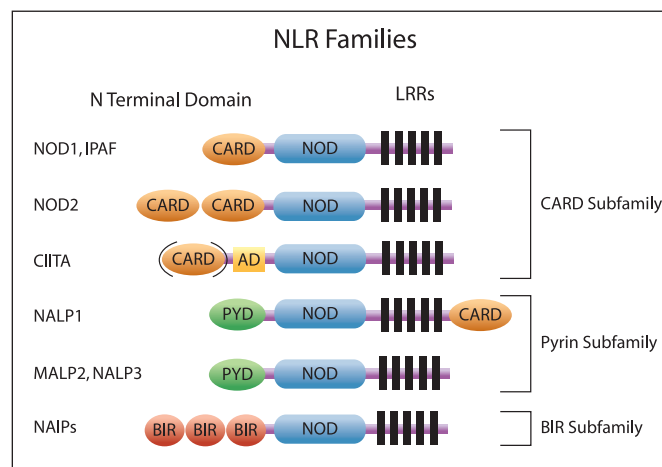 NLR Families
N Terminal Domain LRRs
NOD1, IPAF CARD NOD
NOD2 CARD CARD NOD
CARD Subfamily
CIITA (CARD) AD NOD
NALP1 PYD NOD CARD
Pyrin Subfamily
MALP2, NALP3 PYD NOD
NAIPs BIR BIR BIR NOD BIR Subfamily